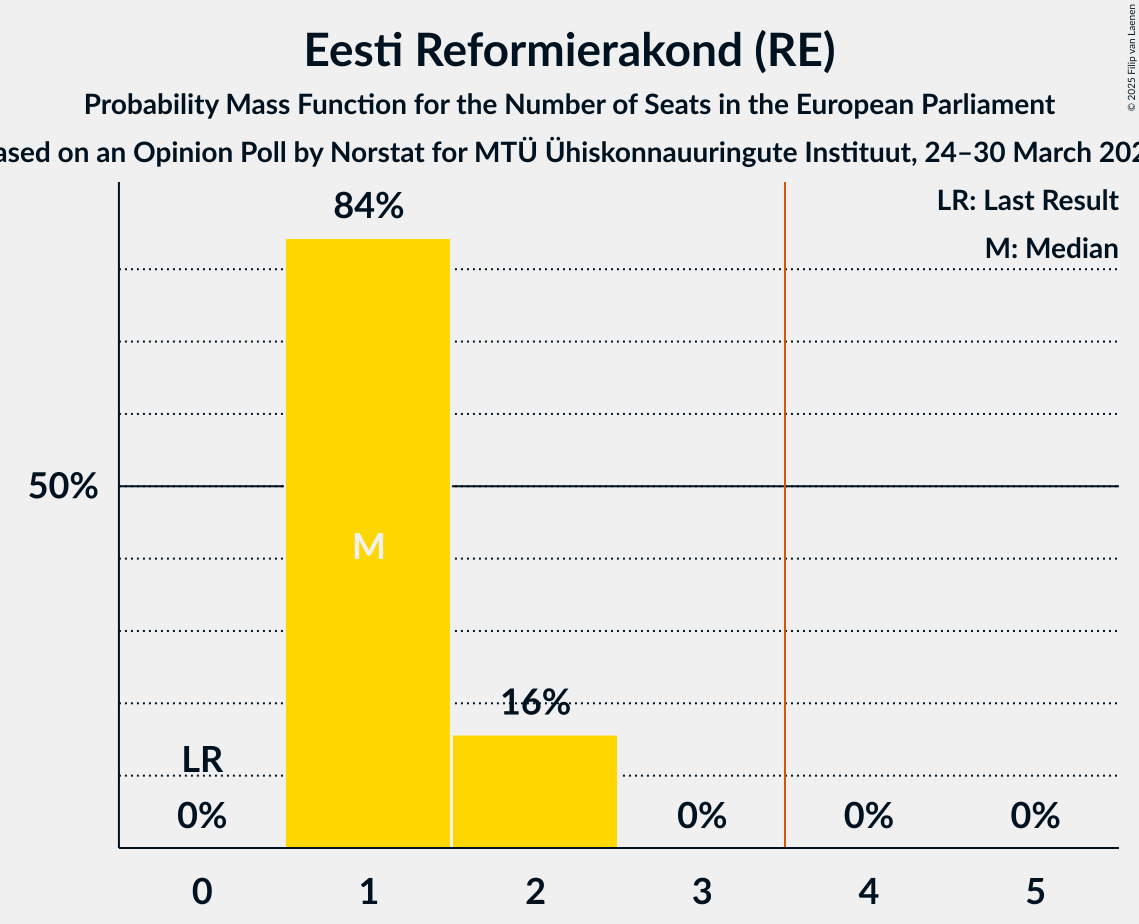 Eesti Reformierakond (RE)
Probability Mass Function for the Number of Seats in the European Parliament
on an Opinion Poll by Norstat for MTÜ Ühiskonnauuringute Instituut, 24–30 March
© 2025 Filip van Laenen
LR: Last Result
M: Median
84%
50%
M
16%
LR
0%
0%
0%
0%
0 1 2 3 4 5